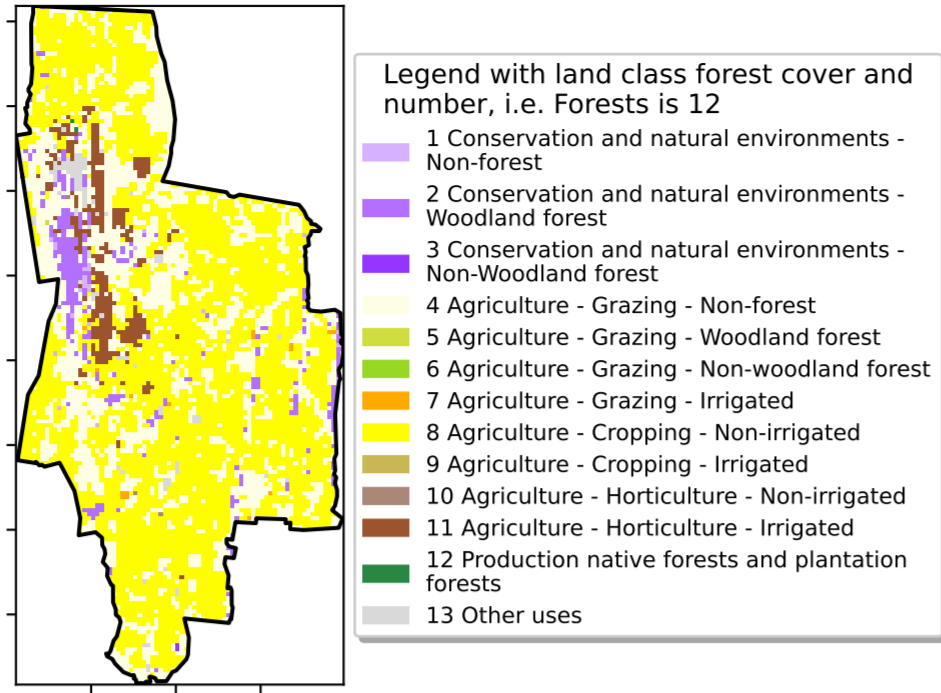 Legend with land class forest cover and
number, i.e. Forests is 12
1 Conservation and natural environments -
Non-forest
2 Conservation and natural environments -
Woodland forest
3 Conservation and natural environments -
Non-Woodland forest
4 Agriculture - Grazing - Non-forest
5 Agriculture - Grazing - Woodland forest
6 Agriculture - Grazing - Non-woodland forest
7 Agriculture - Grazing - Irrigated
8 Agriculture - Cropping - Non-irrigated
9 Agriculture - Cropping - Irrigated
10 Agriculture - Horticulture - Non-irrigated
11 Agriculture - Horticulture - Irrigated
12 Production native forests and plantation
forests
13 Other uses